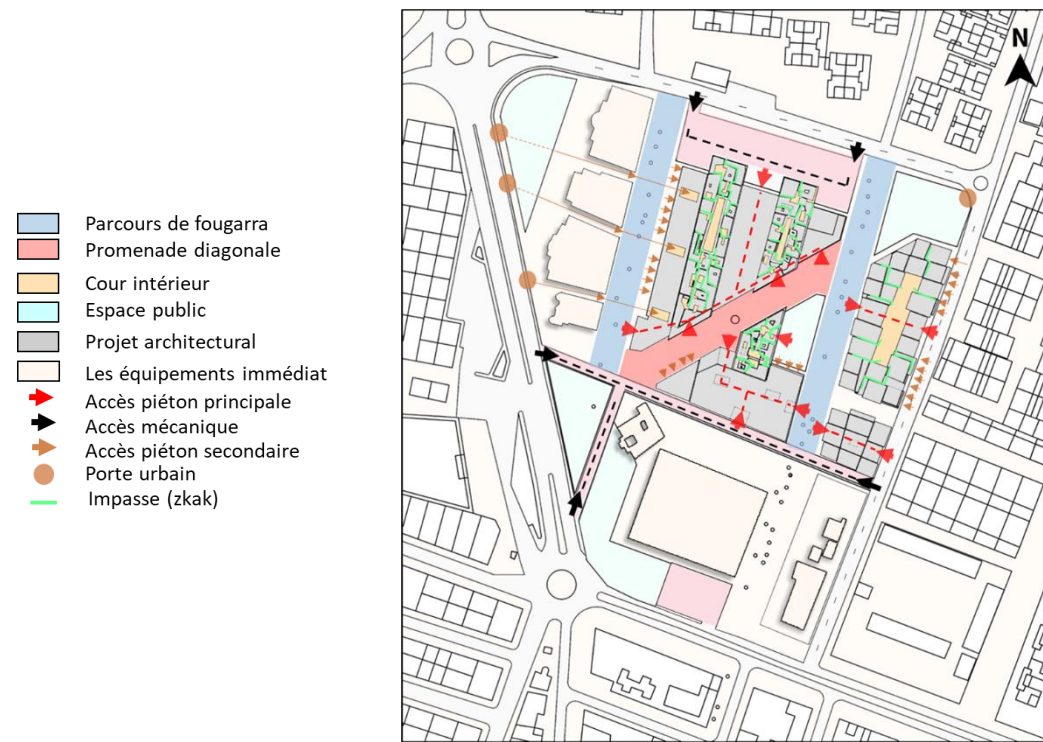 N
Parcours de fougarra
Promenade diagonale
Cour intérieur
Espace public
Projet architectural
Les équipements immédiat
Accès piéton principale
Accès mécanique
Accès piéton secondaire
Porte urbain
Impasse (zkak)